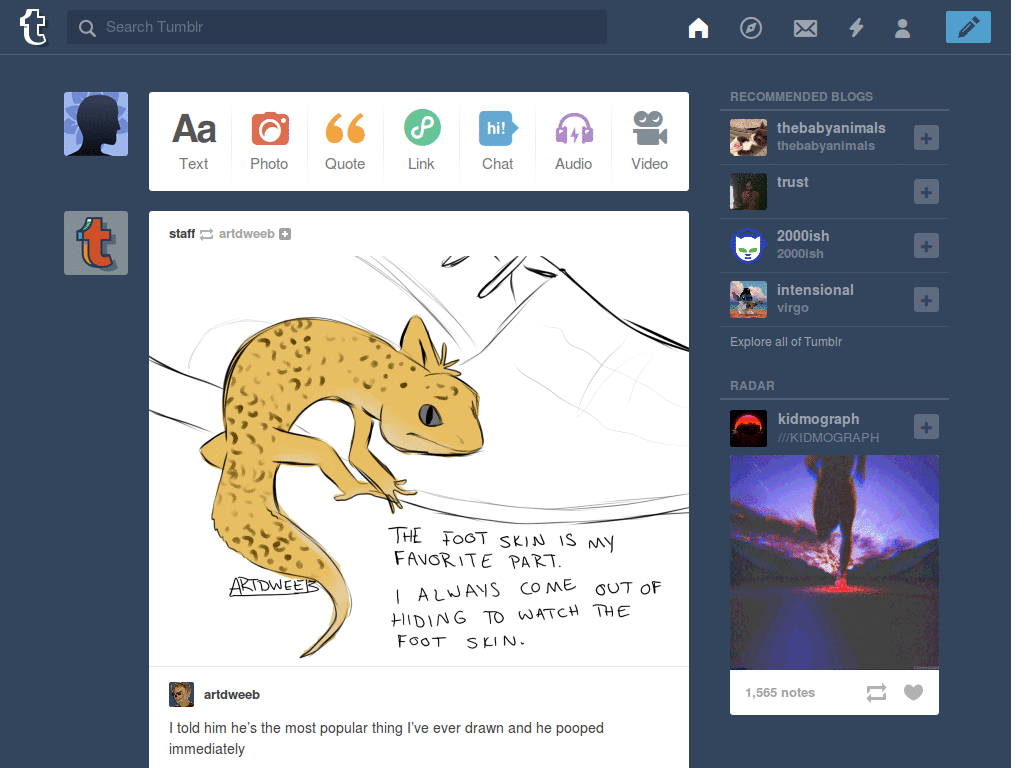 t
Search Tumblr
Aa
hi!
Text Photo Quote Link Chat Audio Video
t
staff artdweeb
THE FOOT SKIN IS MY
FAVORITE PART.
I ALWAYS COME OUT OF
HIDING TO WATCH THE
FOOT SKIN.
ARTDWEEB
artdweeb
I told him he’s the most popular thing I’ve ever drawn and he pooped
immediately
RECOMMENDED BLOGS
thebabyanimals
thebabyanimals
trust
2000ish
2000ish
intensional
virgo
Explore all of Tumblr
RADAR
kidmograph
///KIDMOGRAPH
1,565 notes